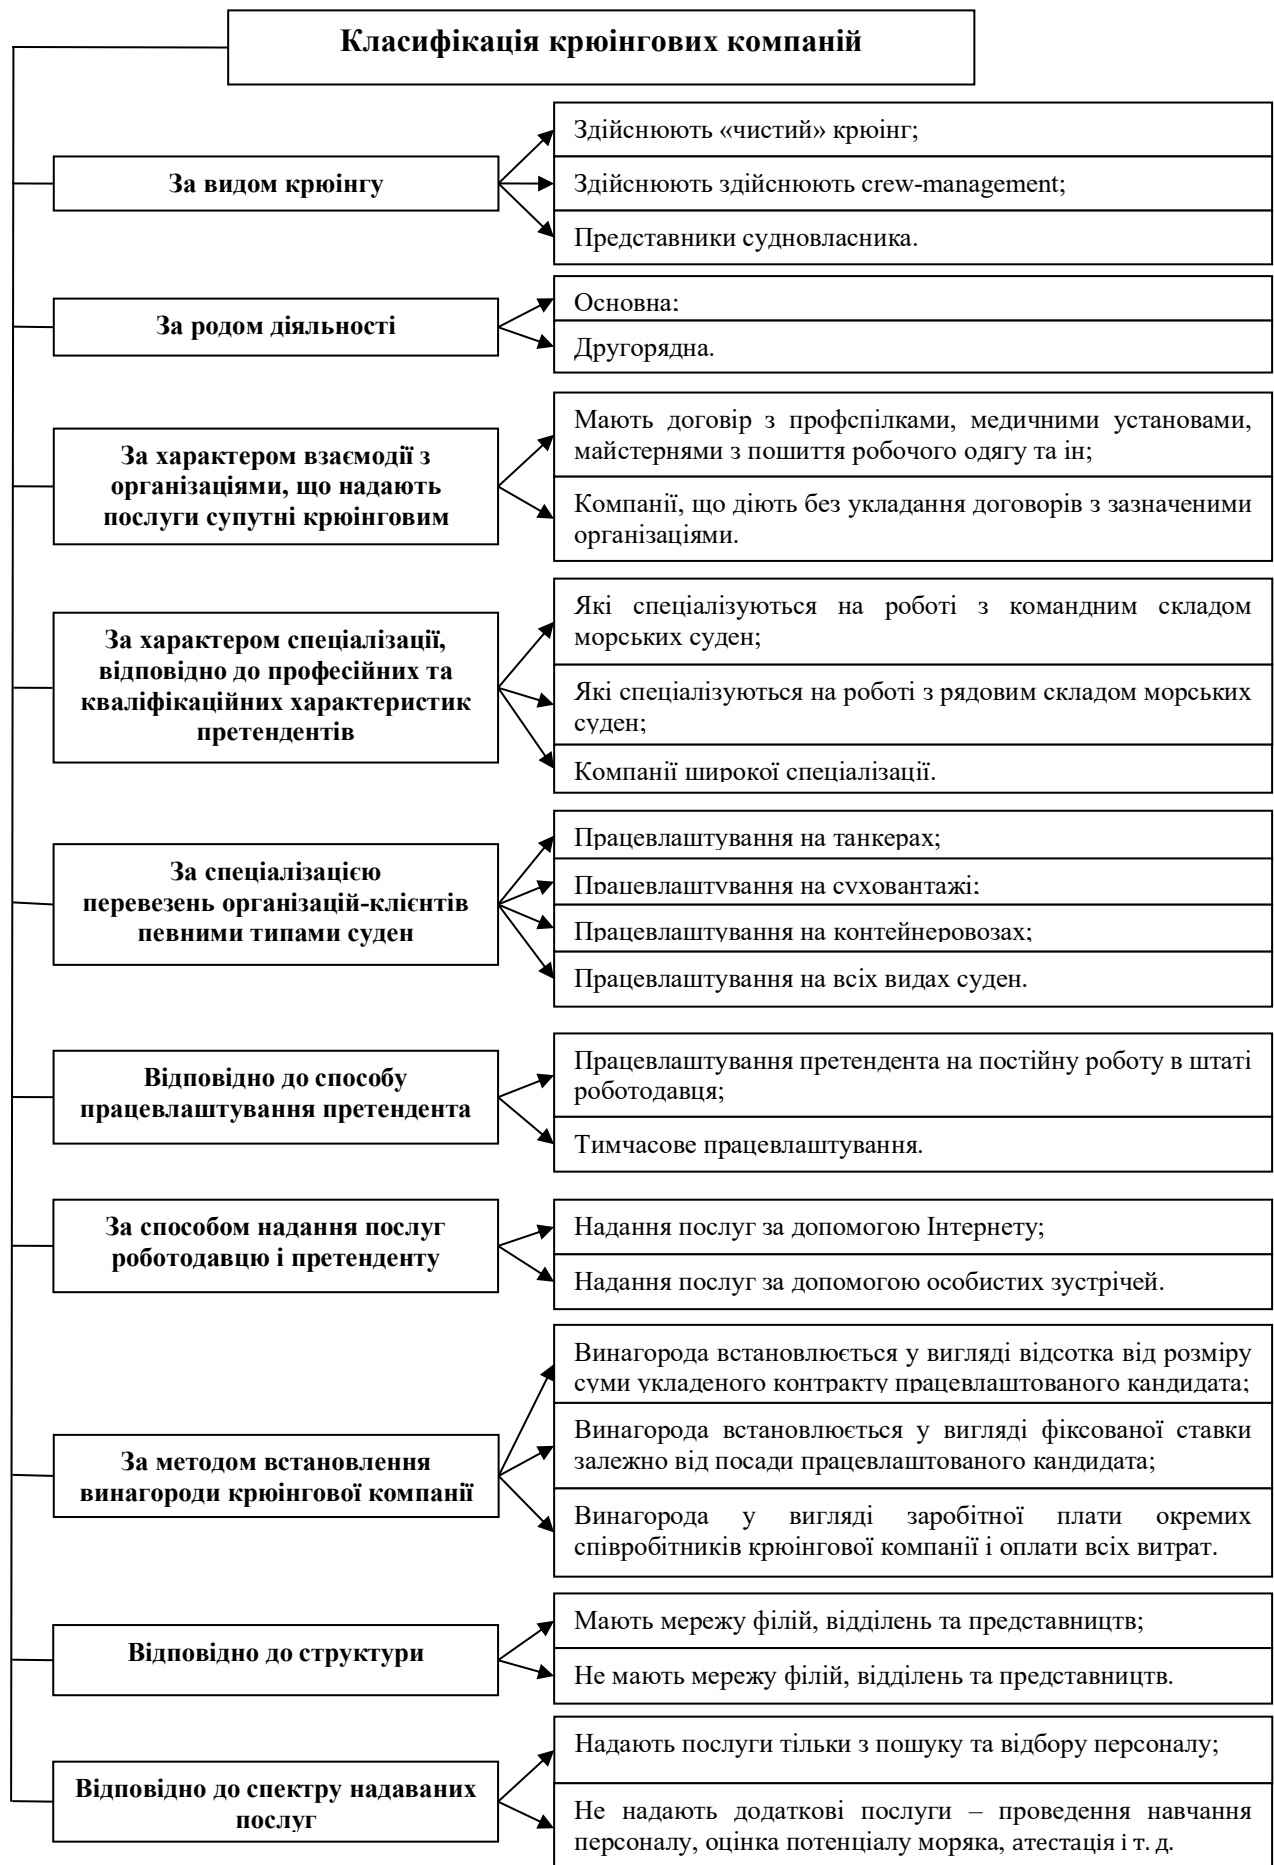 Класифікація крюінгових компаній
За видом крюінгу
Здійснюють «чистий» крюінг;
Здійснюють здійснюють crew-management;
Представники судновласника.
За родом діяльності
Основна;
Другорядна.
За характером взаємодії з
організаціями, що надають
послуги супутні крюінговим
Мають договір з профспілками, медичними установами,
майстернями з пошиття робочого одягу та ін;
Компанії, що діють без укладання договорів з зазначеними
організаціями.
За характером спеціалізації,
відповідно до професійних та
кваліфікаційних характеристик
претендентів
Які спеціалізуються на роботі з командним складом
морських суден;
Які спеціалізуються на роботі з рядовим складом морських
суден;
Компанії широкої спеціалізації.
За спеціалізацією
перевезень організацій-клієнтів
певними типами суден
Працевлаштування на танкерах;
Працевлаштування на суховантажі;
Працевлаштування на контейнеровозах;
Працевлаштування на всіх видах суден.
Відповідно до способу
працевлаштування претендента
Працевлаштування претендента на постійну роботу в штаті
роботодавця;
Тимчасове працевлаштування.
За способом надання послуг
роботодавцю і претенденту
Надання послуг за допомогою Інтернету;
Надання послуг за допомогою особистих зустрічей.
За методом встановлення
винагороди крюінгової компанії
Винагорода встановлюється у вигляді відсотка від розміру
суми укладеного контракту працевлаштованого кандидата;
Винагорода встановлюється у вигляді фіксованої ставки
залежно від посади працевлаштованого кандидата;
Винагорода у вигляді заробітної плати окремих
співробітників крюінгової компанії і оплати всіх витрат.
Відповідно до структури
Мають мережу філій, відділень та представництв;
Не мають мережу філій, відділень та представництв.
Відповідно до спектру надаваних
послуг
Надають послуги тільки з пошуку та відбору персоналу;
Не надають додаткові послуги – проведення навчання
персоналу, оцінка потенціалу моряка, атестація і т. д.